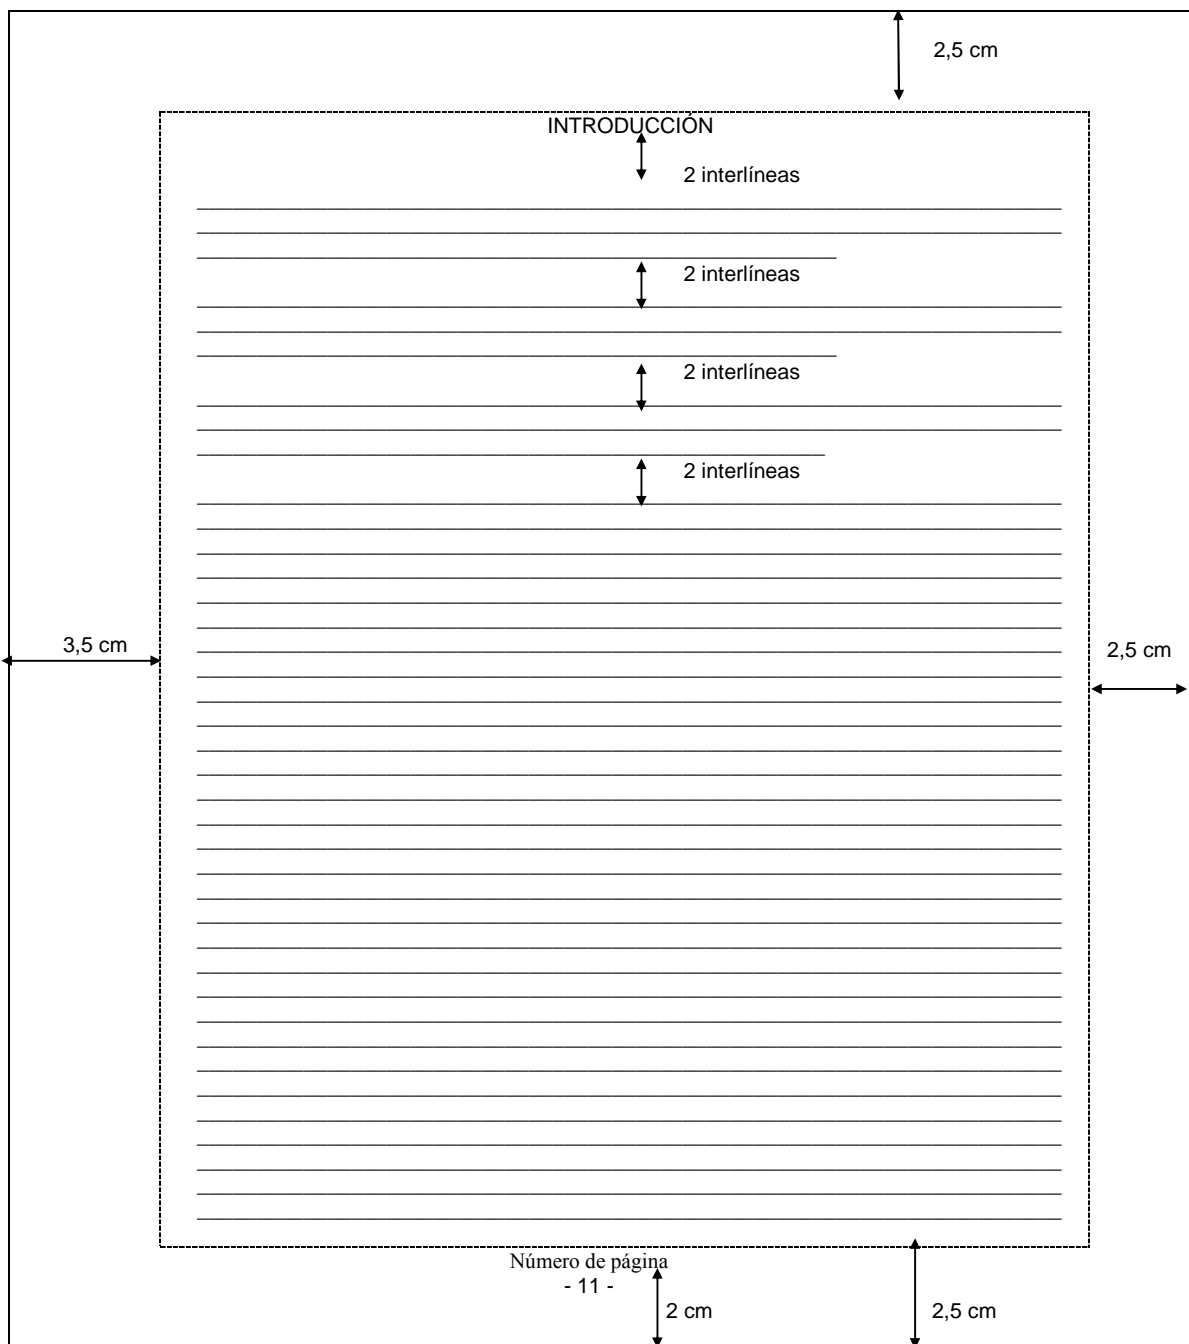 2,5 cm
INTRODUCCIÓN
2 interlíneas
2 interlíneas
2 interlíneas
2 interlíneas
3,5 cm
2,5 cm
Número de página
- 11 -
2 cm
2,5 cm